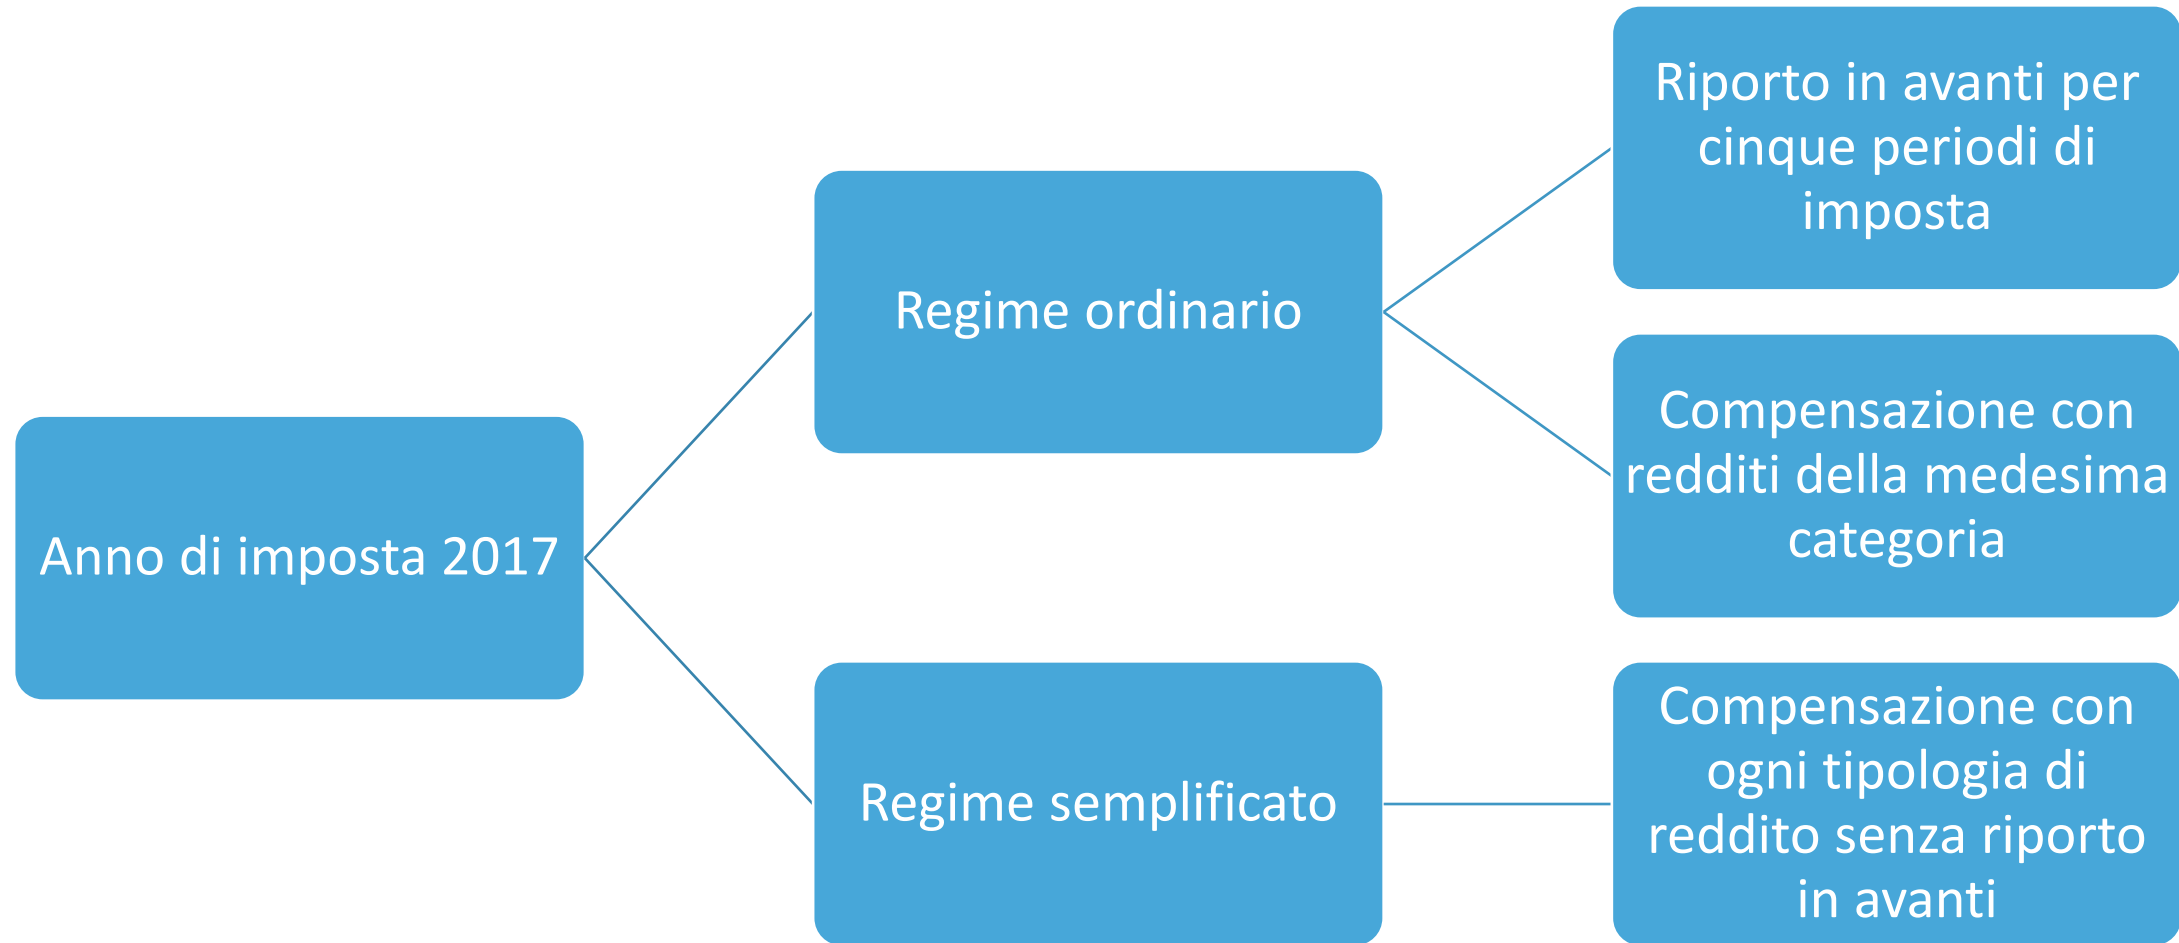 Anno di imposta 2017
Regime ordinario
Riporto in avanti per
cinque periodi di
imposta
Compensazione con
redditi della medesima
categoria
Regime semplificato
Compensazione con
ogni tipologia di
reddito senza riporto
in avanti